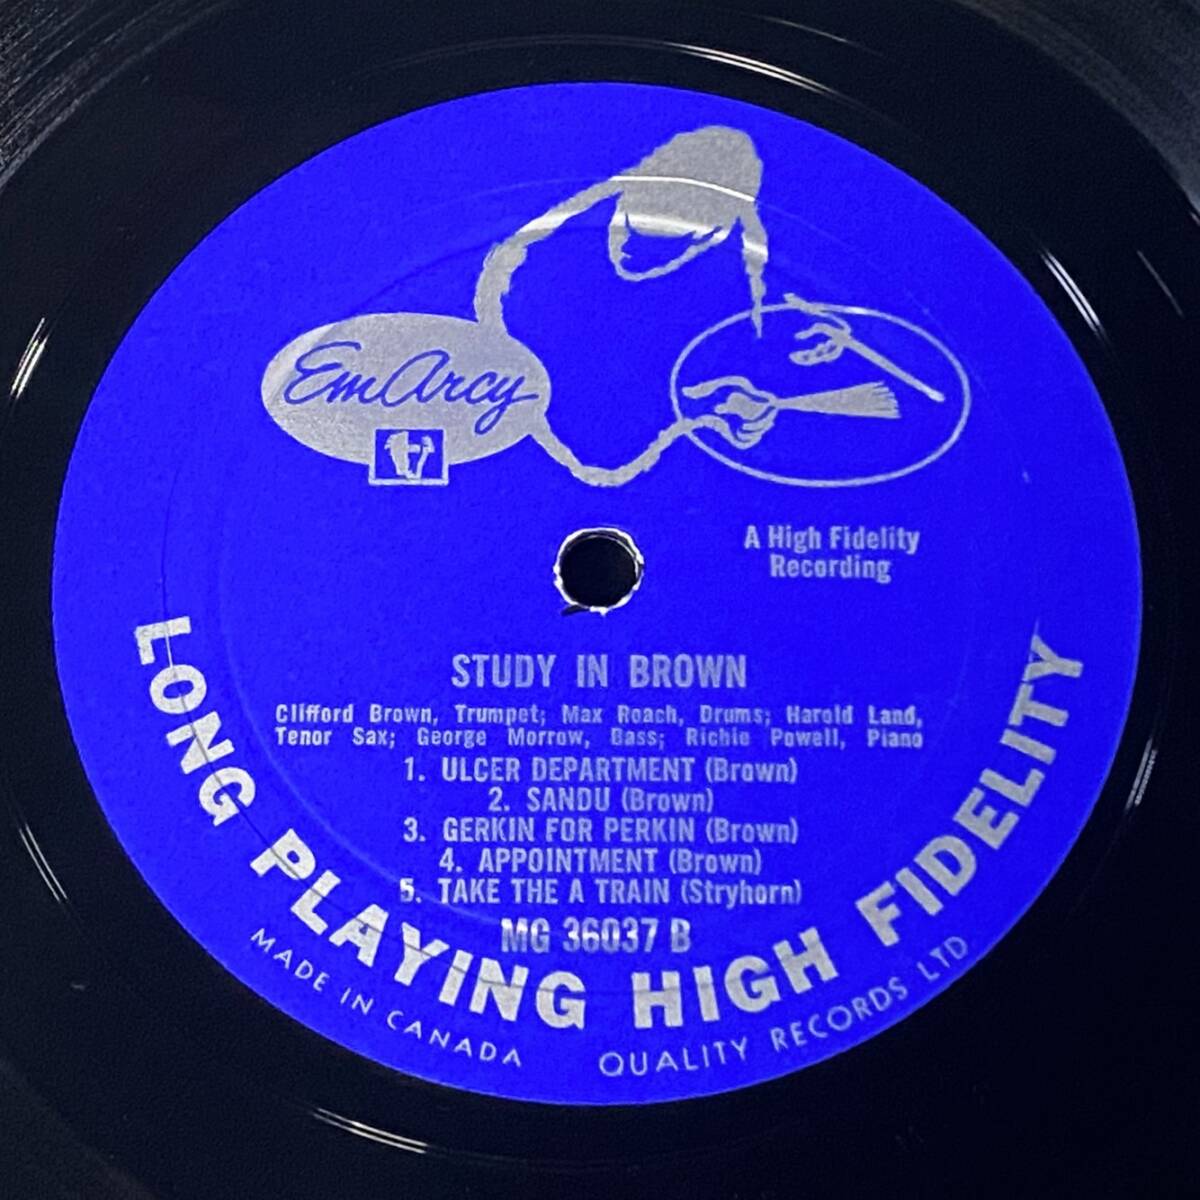 EmArcy
A High Fidelity
Recording
STUDY IN BROWN
Clifford Brown, Trumpet; Max Roach, Drums; Harold Land,
Tenor Sax; George Morrow, Bass; Richie Powell, Piano
1. ULCER DEPARTMENT (Brown)
2. SANDU (Brown)
3. GERKIN FOR PERKIN (Brown)
4. APPOINTMENT (Brown)
5. TAKE THE A TRAIN (Stryhorn)
MG 36037 B
LONG PLAYING HIGH FIDELITY
MADE IN CANADA QUALITY RECORDS LTD